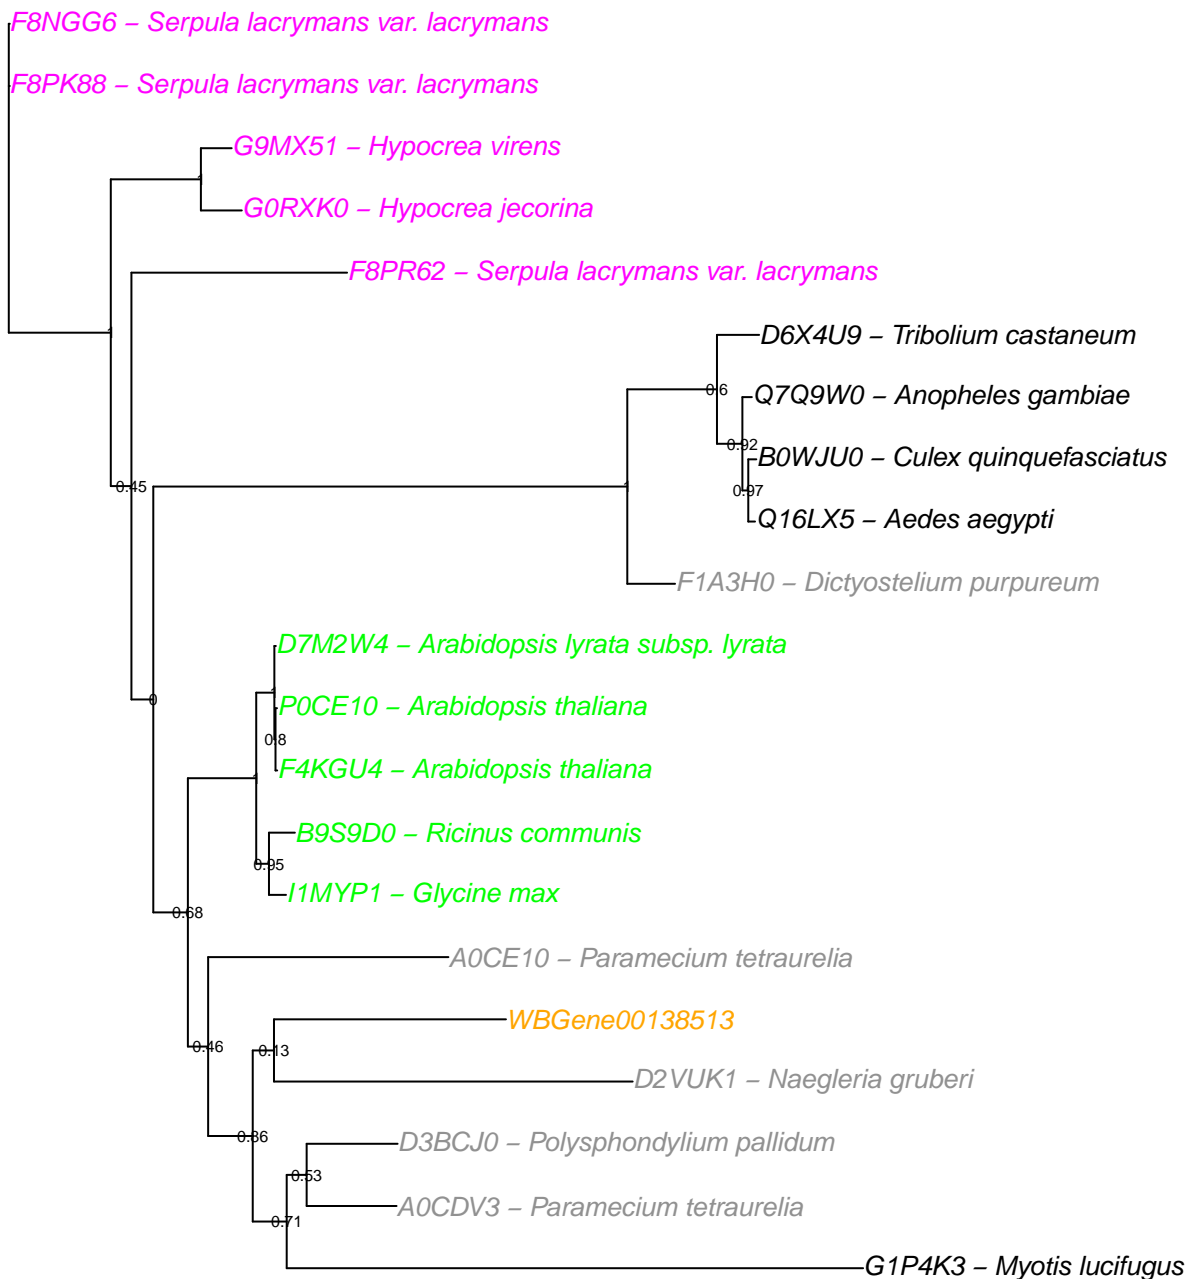 F8NGG6 – Serpula lacrymans var. lacrymans
F8PK88 – Serpula lacrymans var. lacrymans
G9MX51 – Hypocrea virens
1
G0RXK0 – Hypocrea jecorina
F8PR62 – Serpula lacrymans var. lacrymans
1
D6X4U9 – Tribolium castaneum
0.6
Q7Q9W0 – Anopheles gambiae
0.92
B0WJU0 – Culex quinquefasciatus
0.45
1
0.97
Q16LX5 – Aedes aegypti
F1A3H0 – Dictyostelium purpureum
D7M2W4 – Arabidopsis lyrata subsp. lyrata
1
0
P0CE10 – Arabidopsis thaliana
0.8
F4KGU4 – Arabidopsis thaliana
1
B9S9D0 – Ricinus communis
0.95
I1MYP1 – Glycine max
0.68
A0CE10 – Paramecium tetraurelia
WBGene00138513
0.46
0.13
D2VUK1 – Naegleria gruberi
0.86
D3BCJ0 – Polysphondylium pallidum
0.53
A0CDV3 – Paramecium tetraurelia
0.71
G1P4K3 – Myotis lucifugus